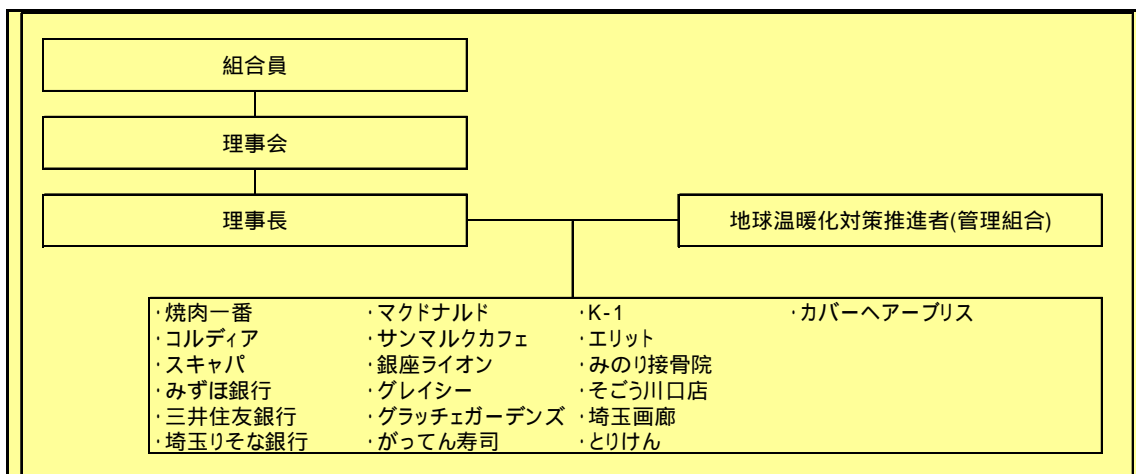 組合員
理事会
理事長
地球温暖化対策推進者(管理組合)
･焼肉一番
･コルディア
･スキャパ
･みずほ銀行
･三井住友銀行
･埼玉りそな銀行
･マクドナルド
･サンマルクカフェ
･銀座ライオン
･グレイシー
･グラッチェガーデンズ
･がってん寿司
･K-1
･エリット
･みのり接骨院
･そごう川口店
･埼玉画廊
･とりけん
･カバーヘアーブリス